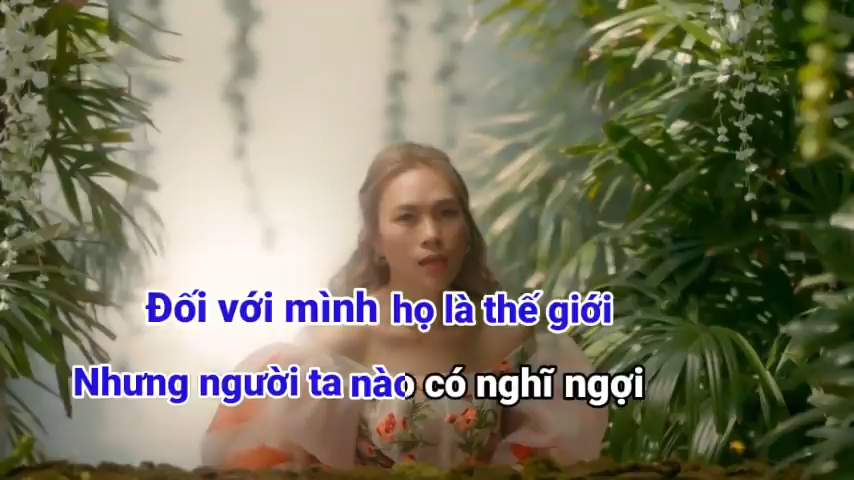 Đối với mình họ là thế giới
Nhưng người ta nào có nghĩ ngợi